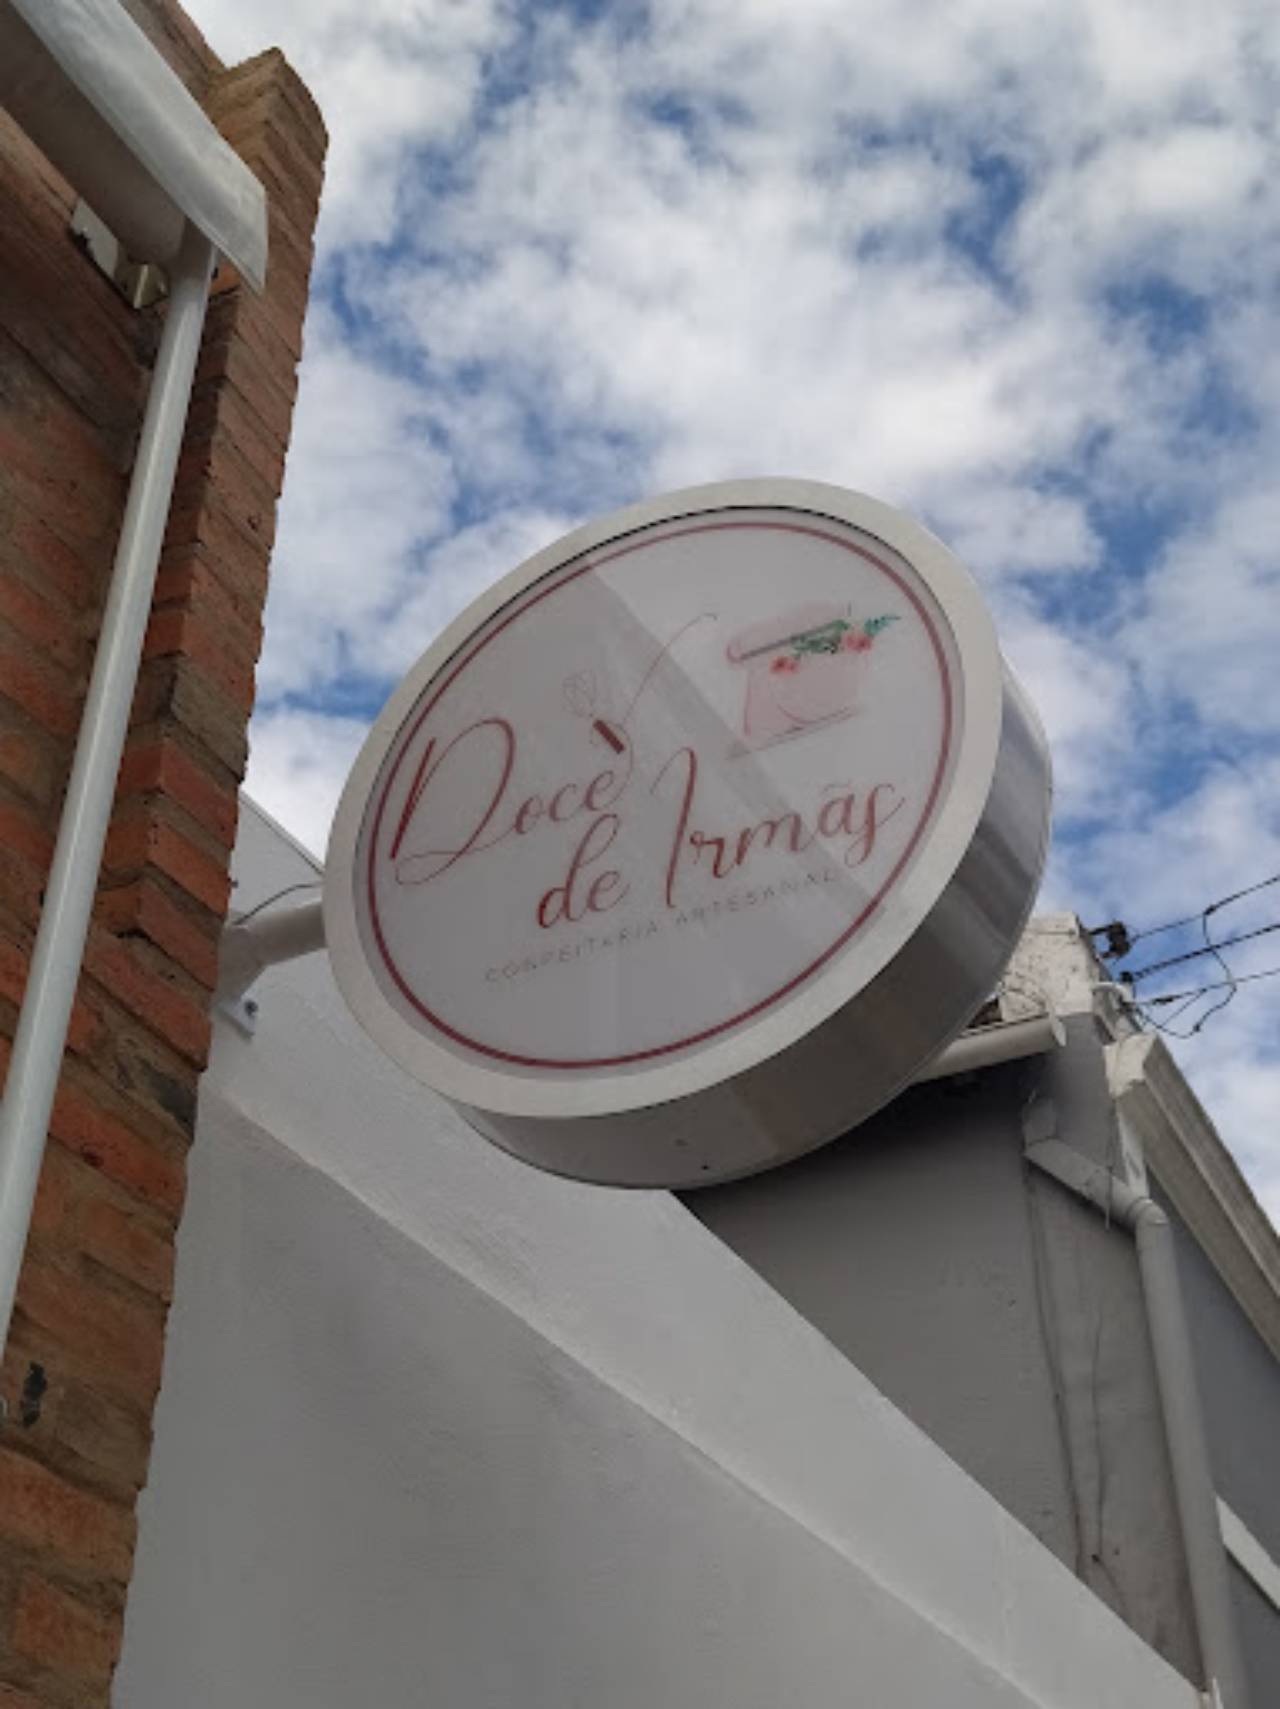 Doce
de Irmãs
CONFEITARIA ARTESANAL